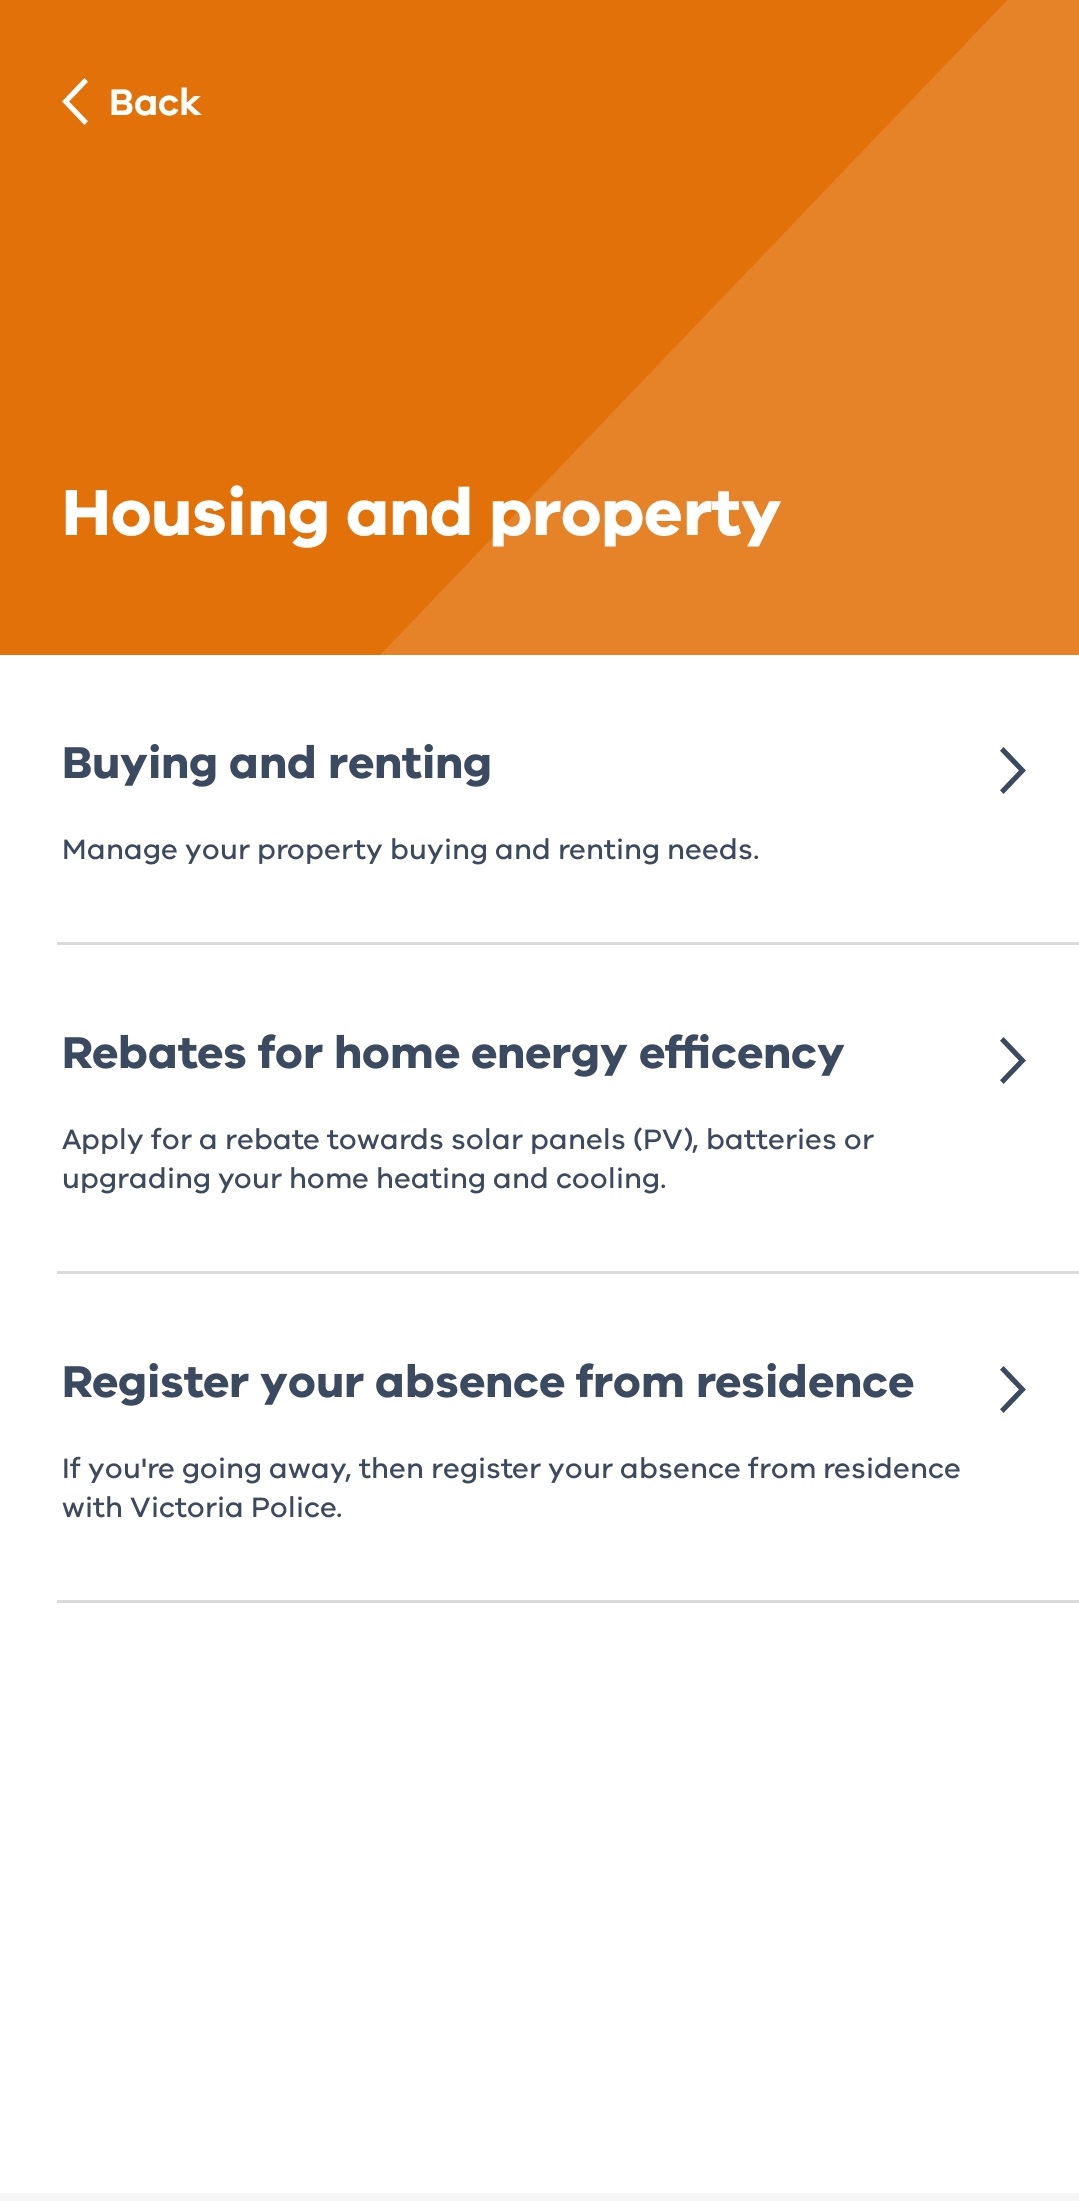 Back
Housing and property
Buying and renting
Manage your property buying and renting needs.
Rebates for home energy efficency
Apply for a rebate towards solar panels (PV), batteries or
upgrading your home heating and cooling.
Register your absence from residence
If you're going away, then register your absence from residence
with Victoria Police.